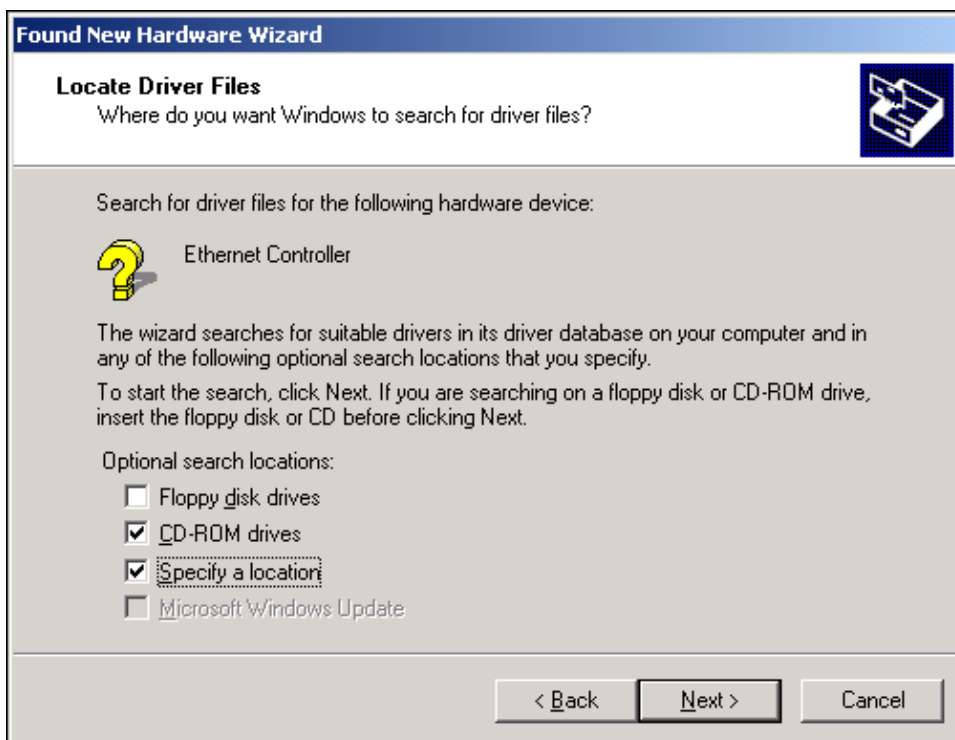 Found New Hardware Wizard
Locate Driver Files
Where do you want Windows to search for driver files?
Search for driver files for the following hardware device:
Ethernet Controller
The wizard searches for suitable drivers in its driver database on your computer and in
any of the following optional search locations that you specify.
To start the search, click Next. If you are searching on a floppy disk or CD-ROM drive,
insert the floppy disk or CD before clicking Next.
Optional search locations:
Floppy disk drives
CD-ROM drives
Specify a location
Microsoft Windows Update
< Back Next > Cancel